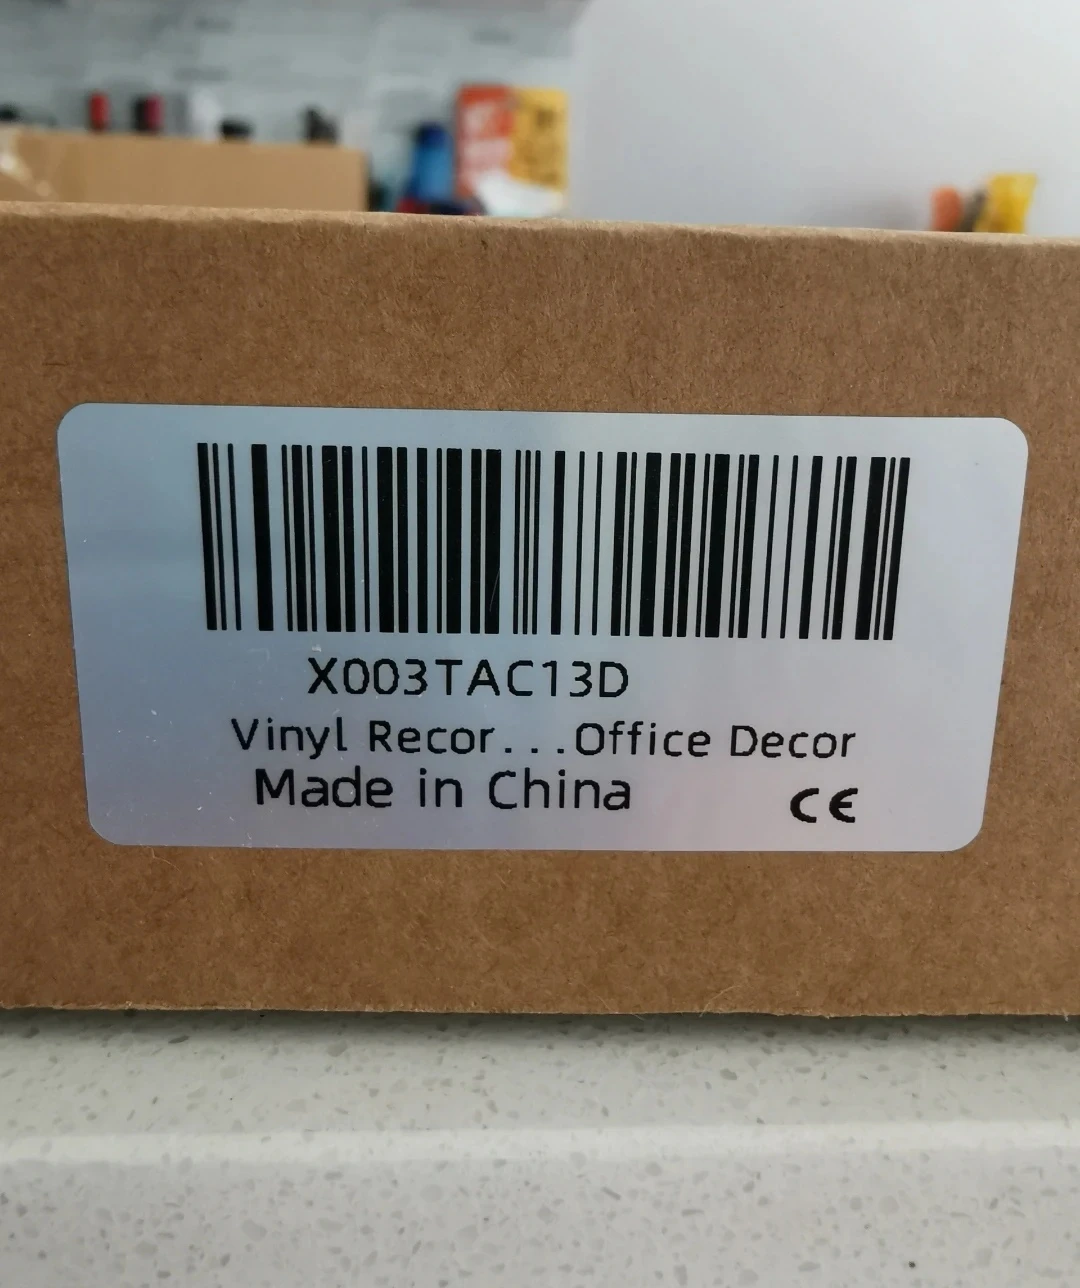 X003TAC13D
Vinyl Recor...Office Decor
Made in China
CE